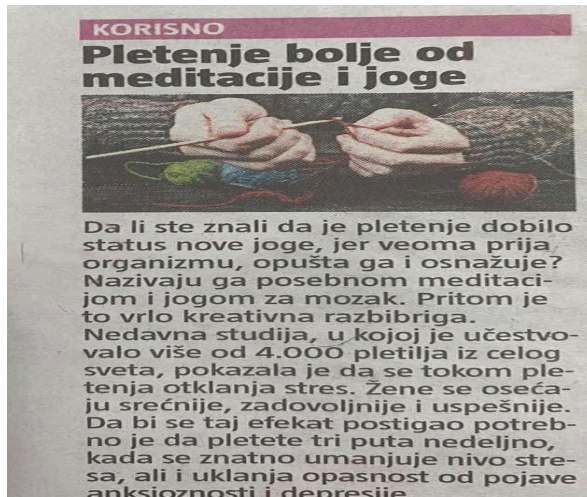 KORISNO
Pletenje bolje od
meditacije i joge
Da li ste znali da je pletenje dobilo
status nove joge, jer veoma prija
organizmu, opušta ga i osnažuje?
Nazivaju ga posebnom meditaci-
jom i jogom za mozak. Pritom je
to vrlo kreativna razbibriga.
Nedavna studija, u kojoj je učestvo-
valo više od 4.000 pletilja iz celog
sveta, pokazala je da se tokom ple-
tenja otklanja stres. Žene se oseća-
ju srećnije, zadovoljnije i uspešnije.
Da bi se taj efekat postigao potreb-
no je da pletete tri puta nedeljno,
kada se znatno umanjuje nivo stre-
sa, ali i uklanja opasnost od pojave
anksioznosti i depresije